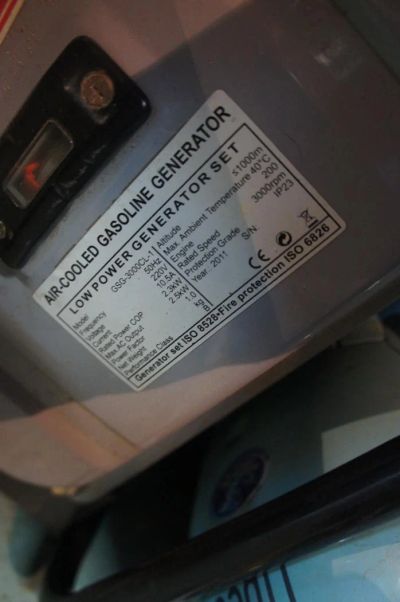 AIR-COOLED GASOLINE GENERATOR
LOW POWER GENERATOR SET
Model GSG-3000CL-1 Altitude ≤1000m
Frequency 50Hz Max. Ambient Temperature 40°C
Voltage 220V Engine 200
Current 10.5A Rated Speed 3000rpm
Rated Power COP 2.3kW Protection Grade IP23
Max AC Output 2.5kW Year 2011 S/N:
Power Factor 1.0
Net Weight kg
Performance Class
CE
Generator set ISO 8528-Fire protection ISO 6826